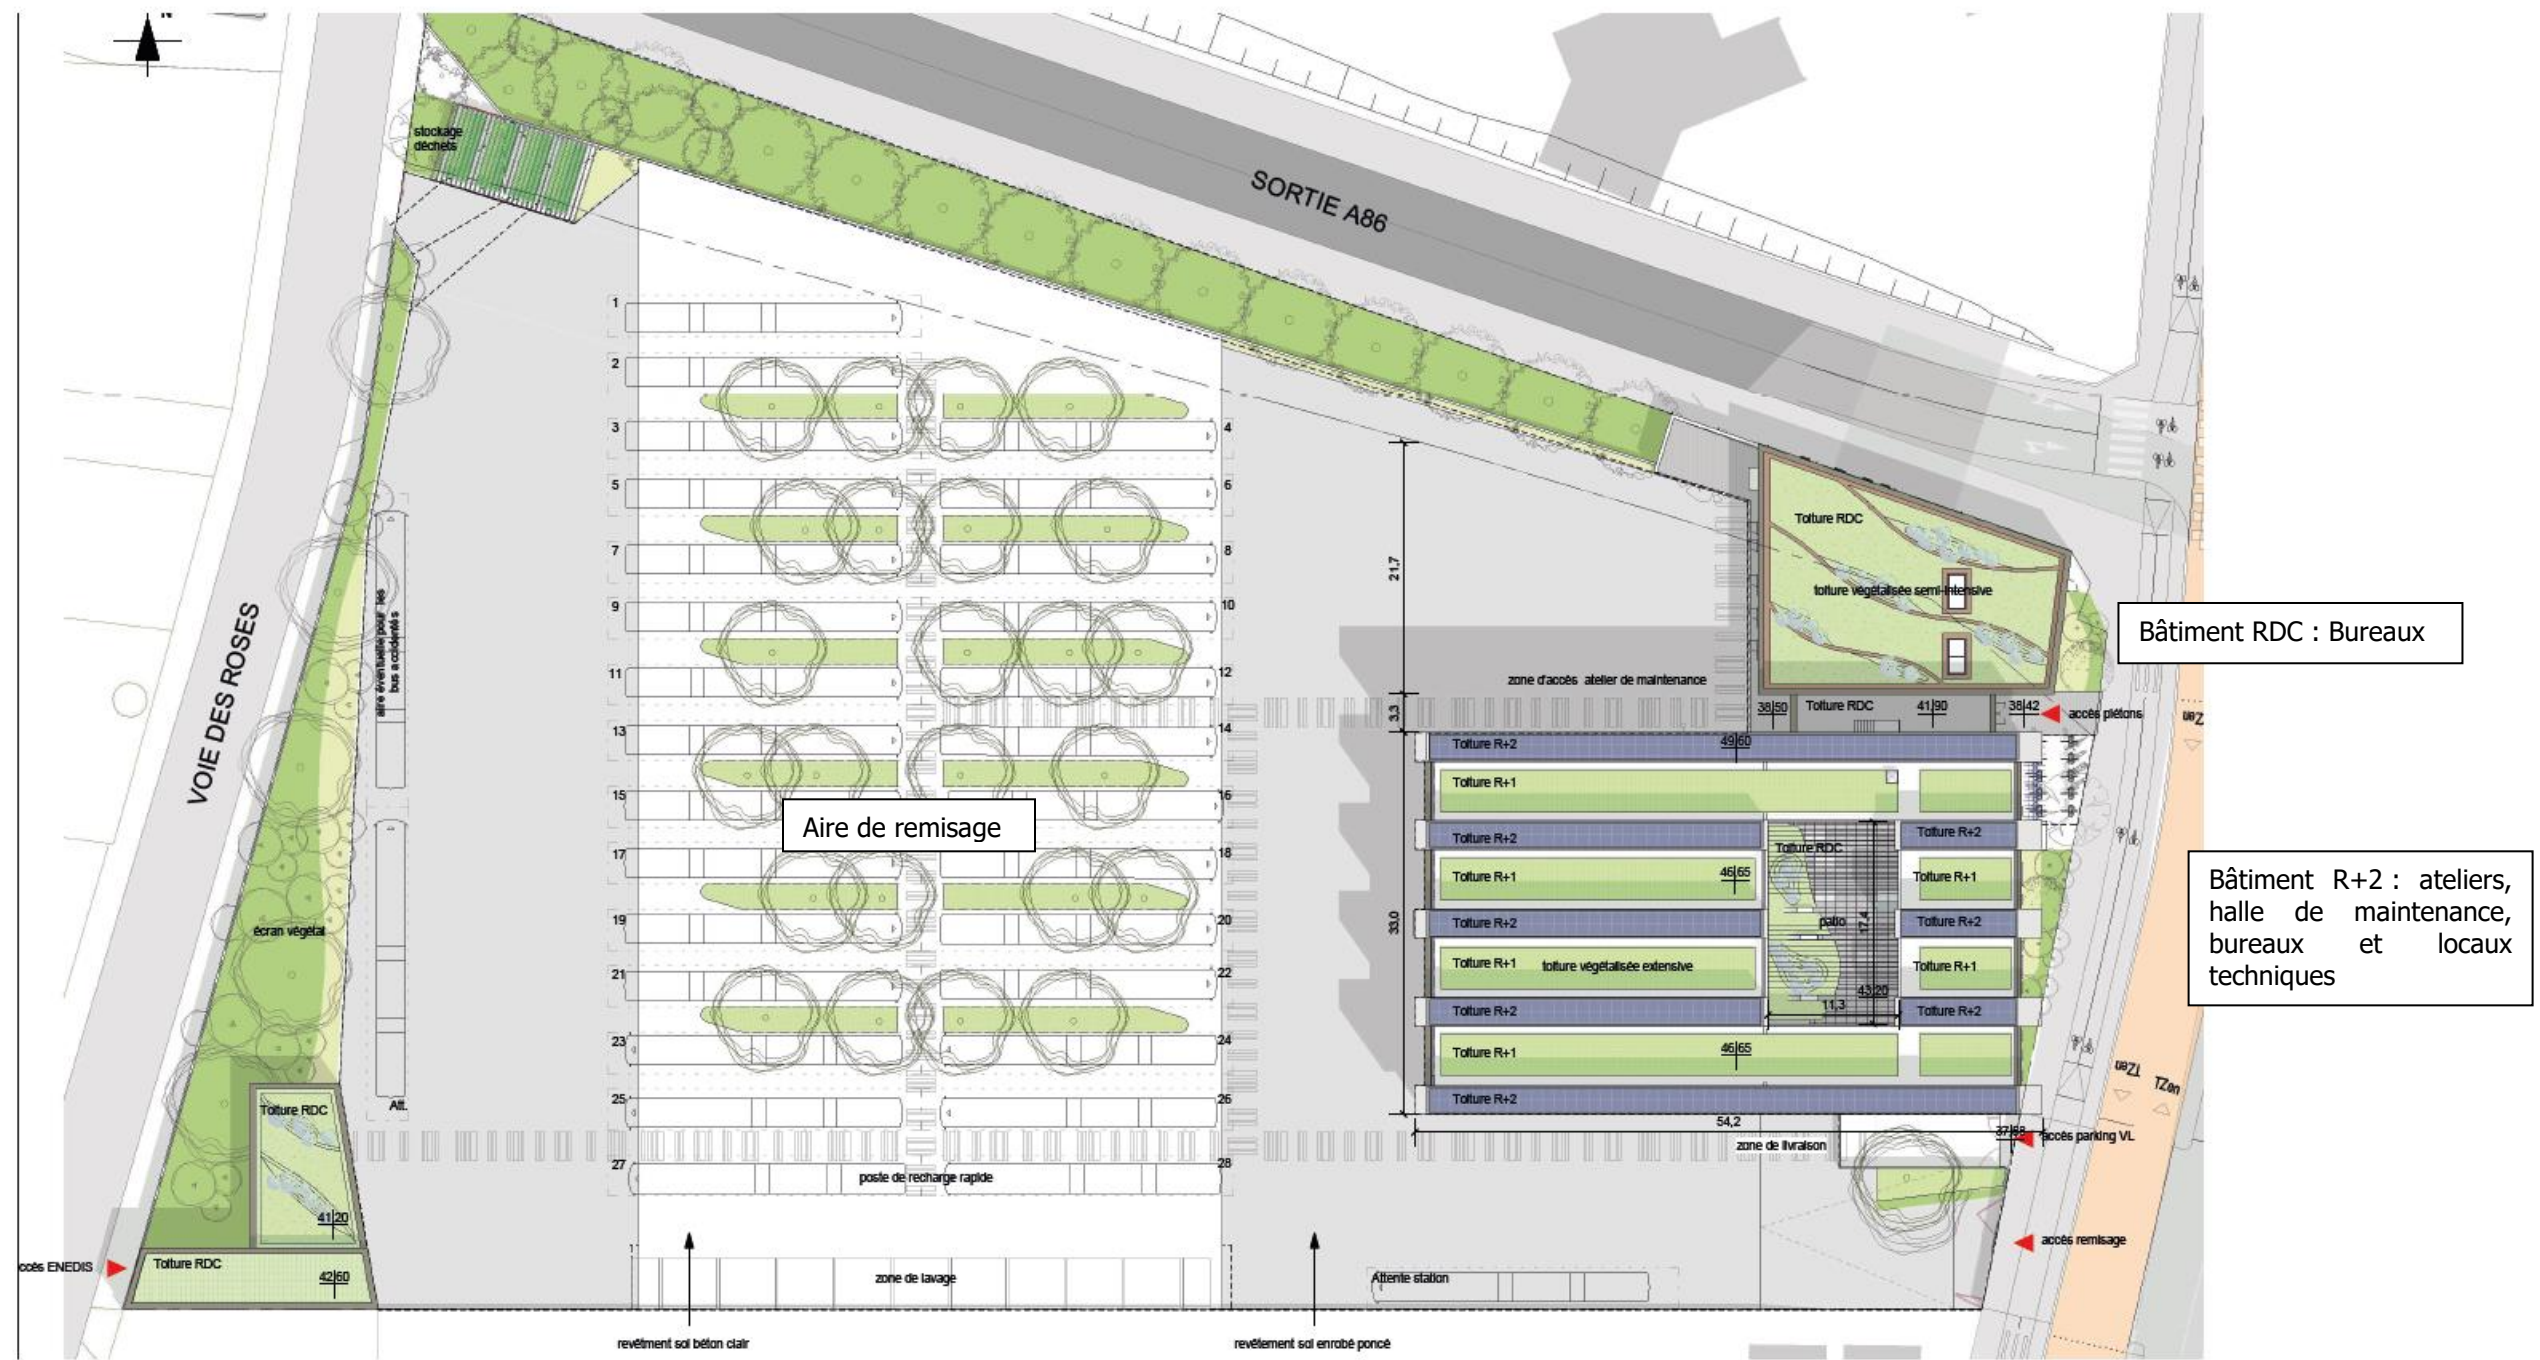 N
stockage
déchets
SORTIE A86
VOIE DES ROSES
aire éventuelle pour les
bus accidentés
1
2
3
4
5
6
7
8
9
10
11
12
13
14
15
16
17
18
19
20
21
22
23
24
25
26
27
28
Aire de remisage
écran végétal
Att.
Toiture RDC
41,20
Toiture RDC
42,60
ccès ENEDIS
poste de recharge rapide
zone de lavage
revêtment sol béton clair
revêtement sol enrobé poncé
Attente station
21,7
3,3
33,0
zone d'accès atelier de maintenance
Toiture RDC
toiture végétalisée semi-intensive
38,50
Toiture RDC
41,90
38,42
accès piétons
Bâtiment RDC : Bureaux
Toiture R+2
49,60
Toiture R+1
Toiture R+2
Toiture RDC
Toiture R+2
Toiture R+1
46,65
Toiture R+1
Toiture R+2
patio
17,4
Toiture R+2
Toiture R+1
toiture végétalisée extensive
Toiture R+1
43,20
11,3
Toiture R+2
Toiture R+2
Toiture R+1
46,65
Toiture R+2
54,2
zone de livraison
accès parking VL
accès remisage
Bâtiment R+2 : ateliers,
halle de maintenance,
bureaux et locaux
techniques
TZen
TZen
TZen